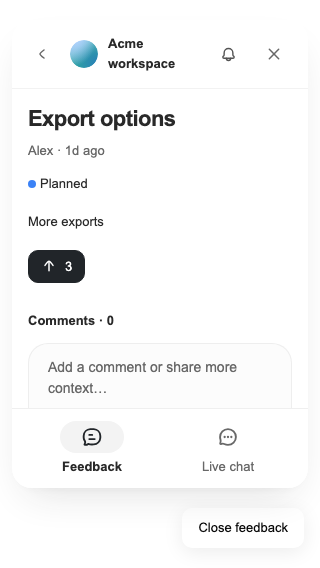 Acme
workspace
Export options
Alex · 1d ago
Planned
More exports
3
Comments · 0
Add a comment or share more
context…
Feedback
Live chat
Close feedback